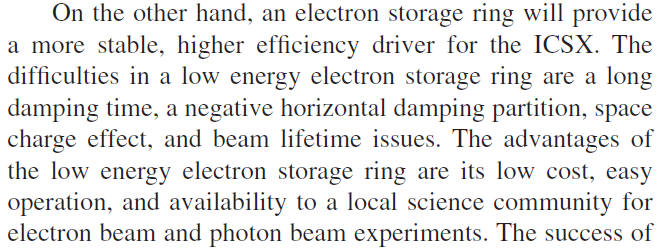 On the other hand, an electron storage ring will provide
a more stable, higher efficiency driver for the ICSX. The
difficulties in a low energy electron storage ring are a long
damping time, a negative horizontal damping partition, space
charge effect, and beam lifetime issues. The advantages of
the low energy electron storage ring are its low cost, easy
operation, and availability to a local science community for
electron beam and photon beam experiments. The success of